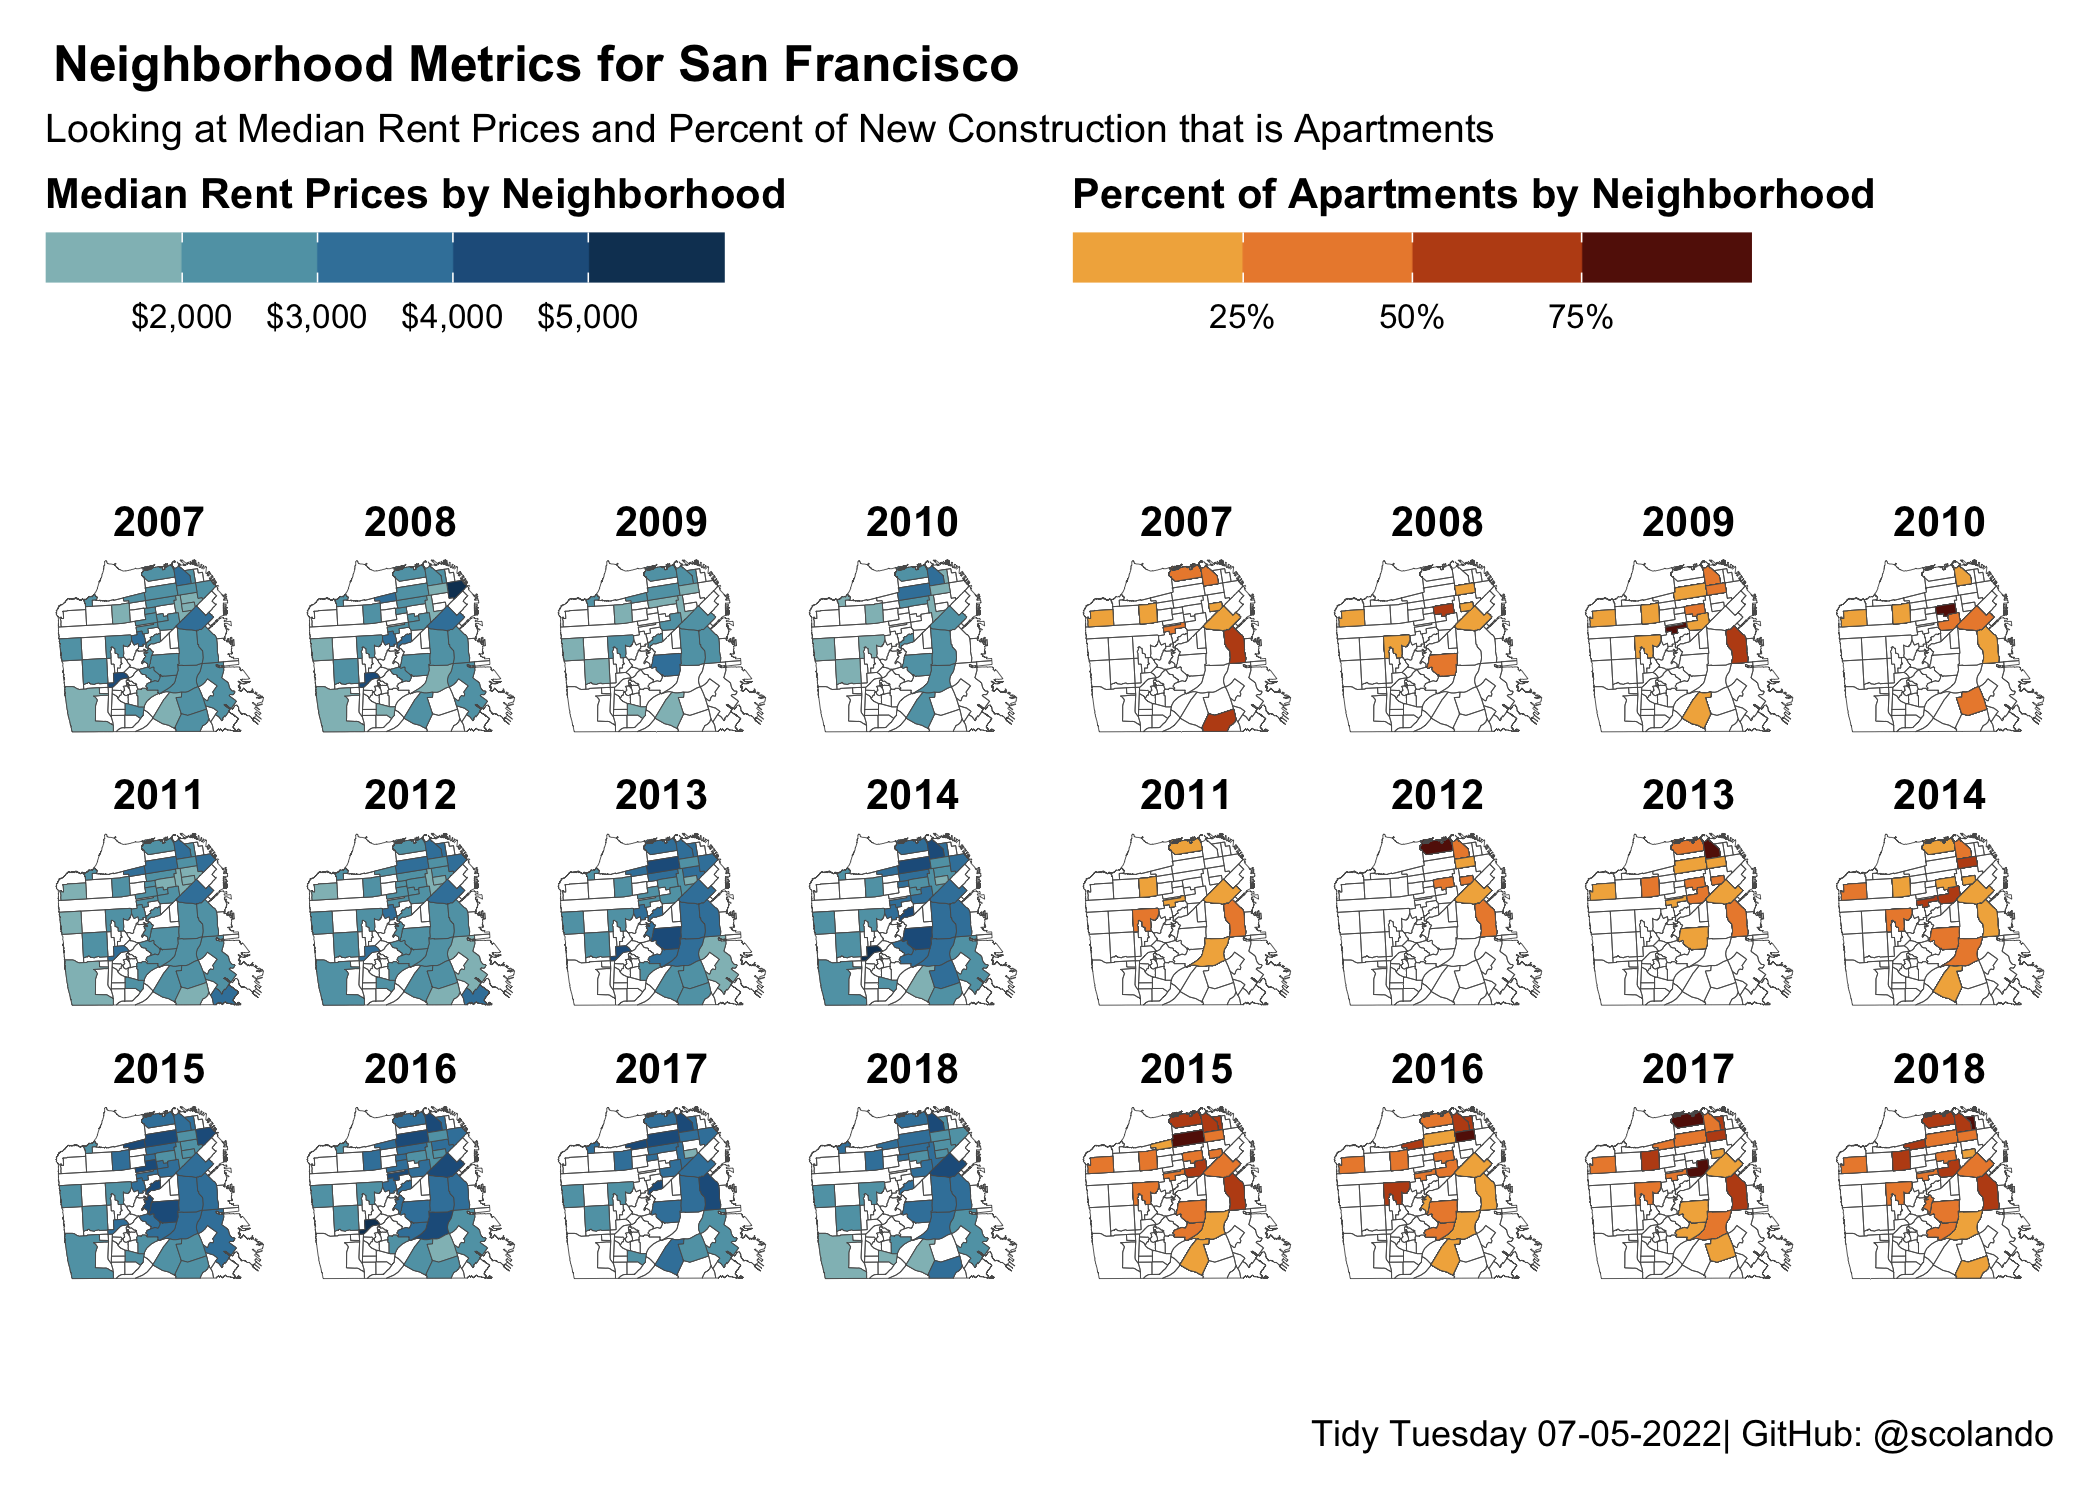 Neighborhood Metrics for San Francisco
Looking at Median Rent Prices and Percent of New Construction that is Apartments
Median Rent Prices by Neighborhood
$2,000 $3,000 $4,000 $5,000
Percent of Apartments by Neighborhood
25% 50% 75%
2007 2008 2009 2010 2007 2008 2009 2010
2011 2012 2013 2014 2011 2012 2013 2014
2015 2016 2017 2018 2015 2016 2017 2018
Tidy Tuesday 07-05-2022| GitHub: @scolando